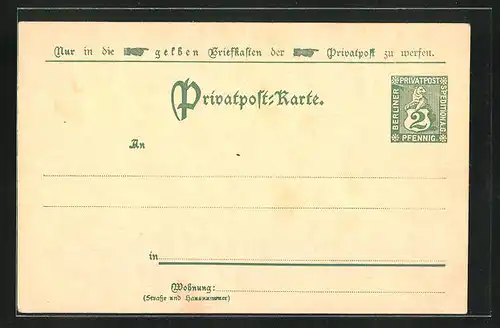 Nur in die gelben Briefkasten der Privatpost zu werfen.
Privatpost-Karte.
BERLINER PRIVATPOST SPEDITION A.G.
2
PFENNIG.
An
in
Wohnung:
(Straße und Hausnummer)